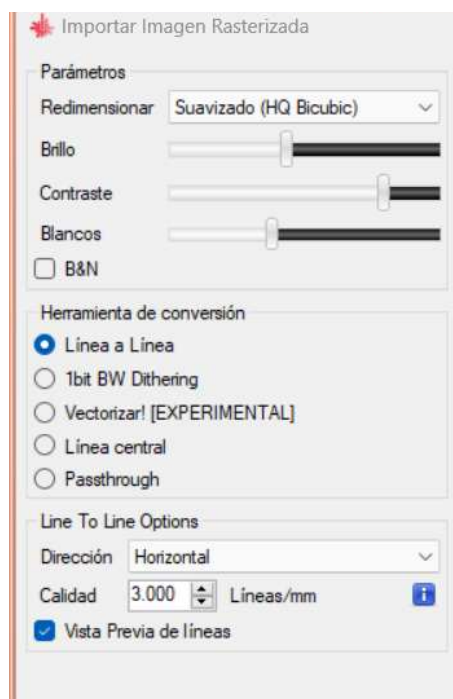 Importar Imagen Rasterizada
Parámetros
Redimensionar Suavizado (HQ Bicubic)
Brillo
Contraste
Blancos
B&N
Herramienta de conversión
Línea a Línea
1bit BW Dithering
Vectorizar! [EXPERIMENTAL]
Línea central
Passthrough
Line To Line Options
Dirección Horizontal
Calidad 3.000 Líneas/mm
Vista Previa de líneas